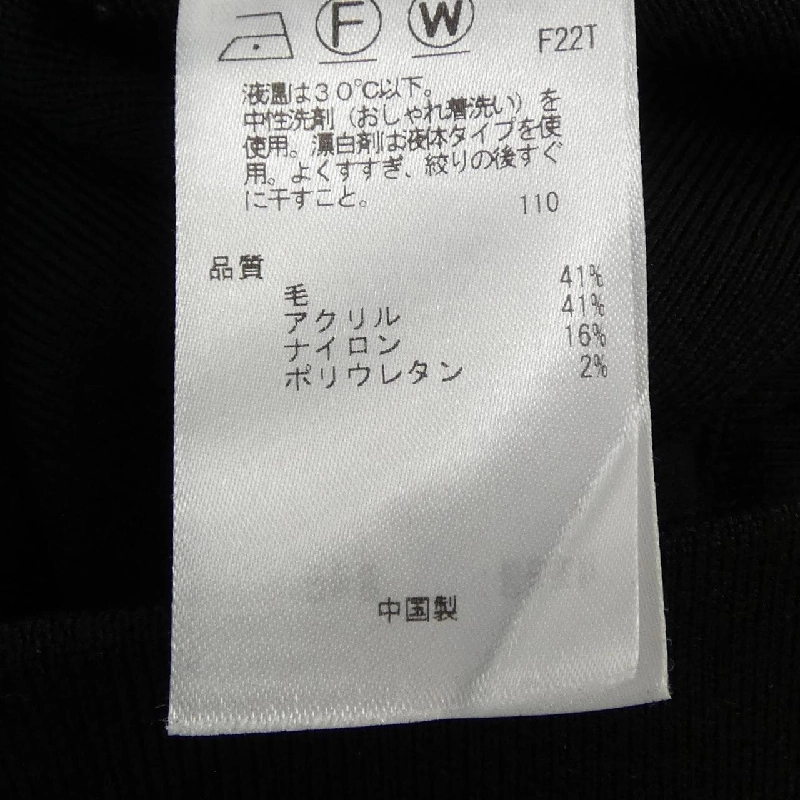 F W F22T
液温は30℃以下。
中性洗剤（おしゃれ着洗い）を
使用。漂白剤は液体タイプを使
用。よくすすぎ、絞りの後すぐ
に干すこと。 110
品質
毛 41%
アクリル 41%
ナイロン 16%
ポリウレタン 2%
中国製